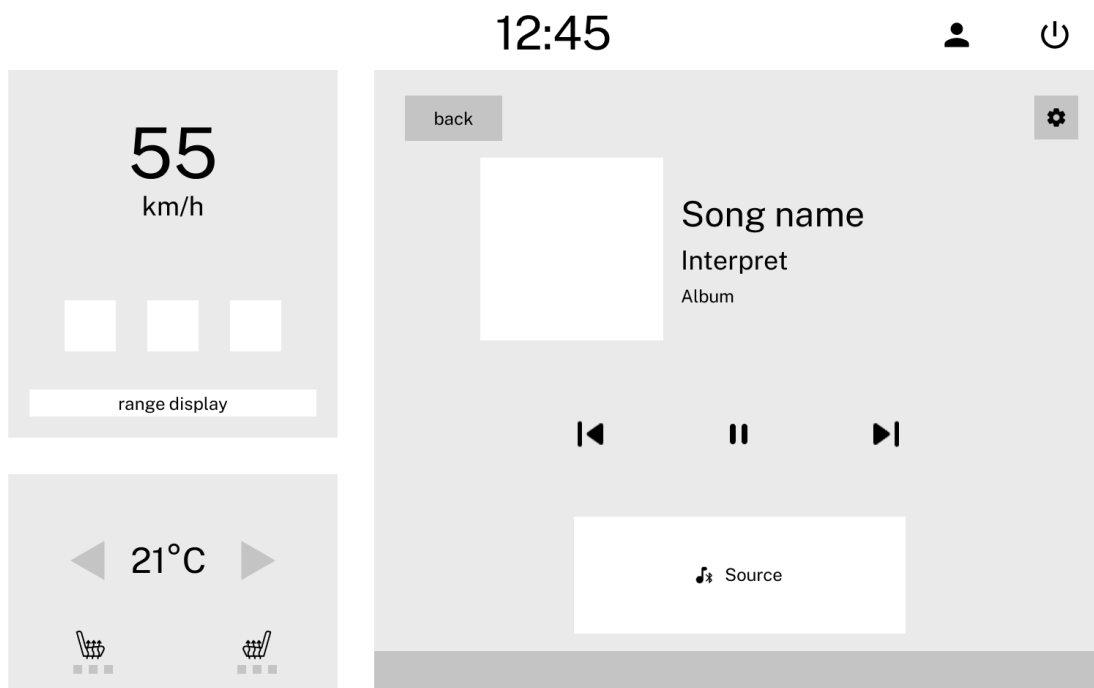 12:45
55
km/h
range display
21°C
back
Song name
Interpret
Album
Source